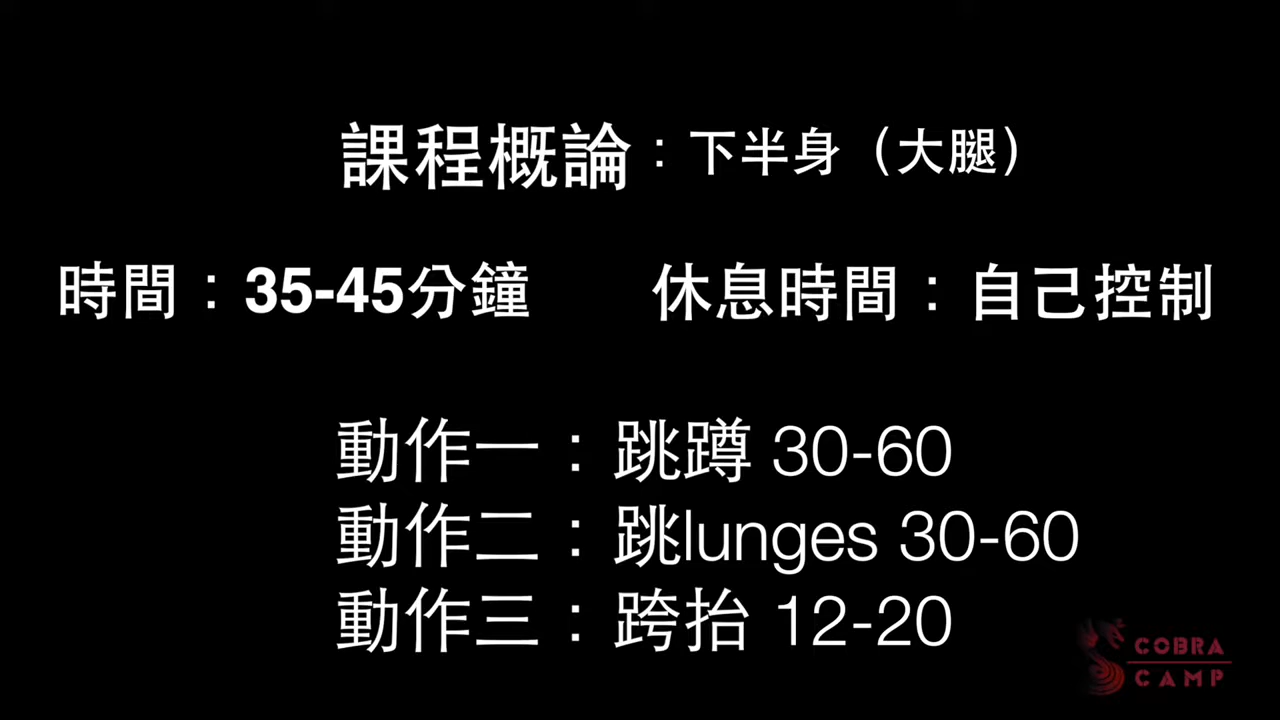 課程概論：下半身（大腿）
時間：35-45分鐘 休息時間：自己控制
動作一：跳蹲 30-60
動作二：跳lunges 30-60
動作三：跨抬 12-20
COBRA
CAMP